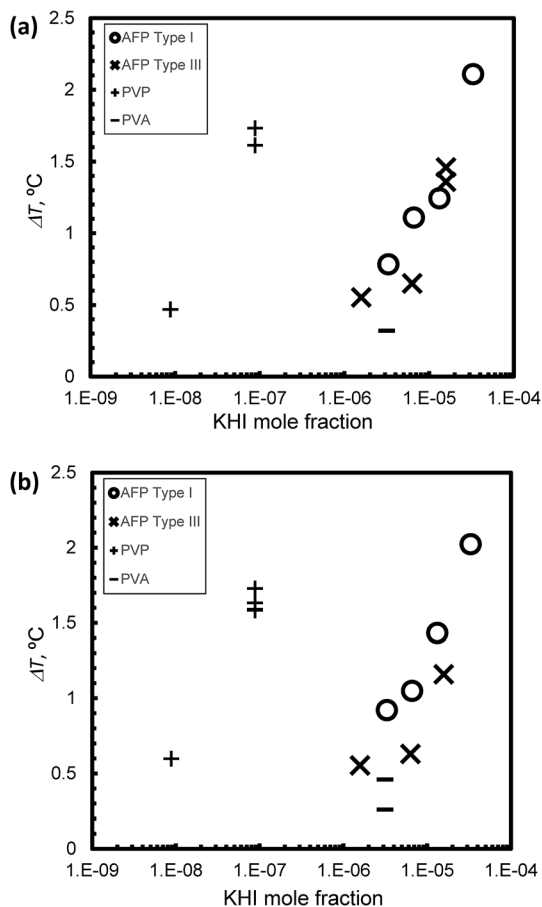 (a)
AFP Type I
AFP Type III
PVP
PVA
2.5
2
1.5
1
0.5
0
ΔT, ºC
1.E-09 1.E-08 1.E-07 1.E-06 1.E-05 1.E-04
KHI mole fraction
(b)
AFP Type I
AFP Type III
PVP
PVA
2.5
2
1.5
1
0.5
0
ΔT, ºC
1.E-09 1.E-08 1.E-07 1.E-06 1.E-05 1.E-04
KHI mole fraction